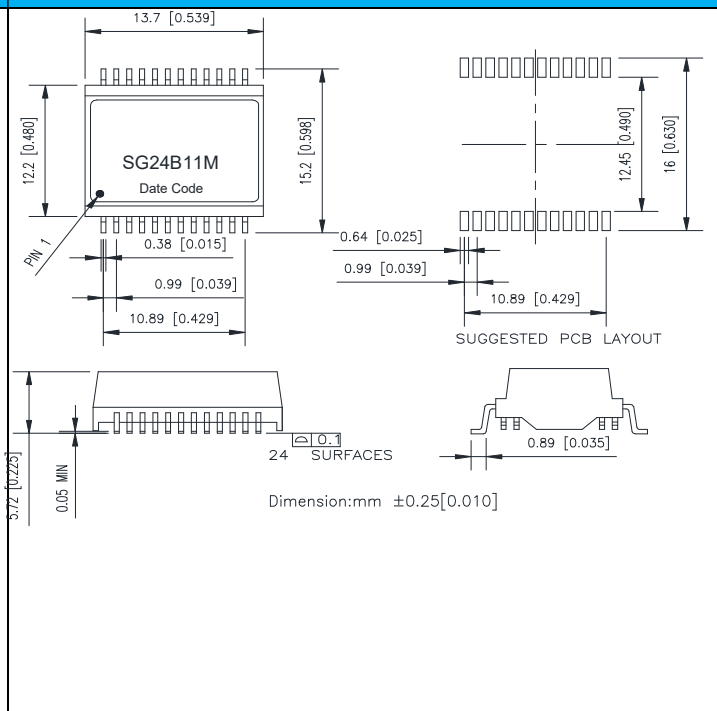 13.7 [0.539]
12.2 [0.480]
SG24B11M
Date Code
PIN 1
15.2 [0.598]
0.38 [0.015]
0.99 [0.039]
10.89 [0.429]
12.45 [0.490]
16 [0.630]
0.64 [0.025]
0.99 [0.039]
10.89 [0.429]
SUGGESTED PCB LAYOUT
5.72 [0.225]
0.05 MIN
0.1
24 SURFACES
0.89 [0.035]
Dimension:mm ±0.25[0.010]